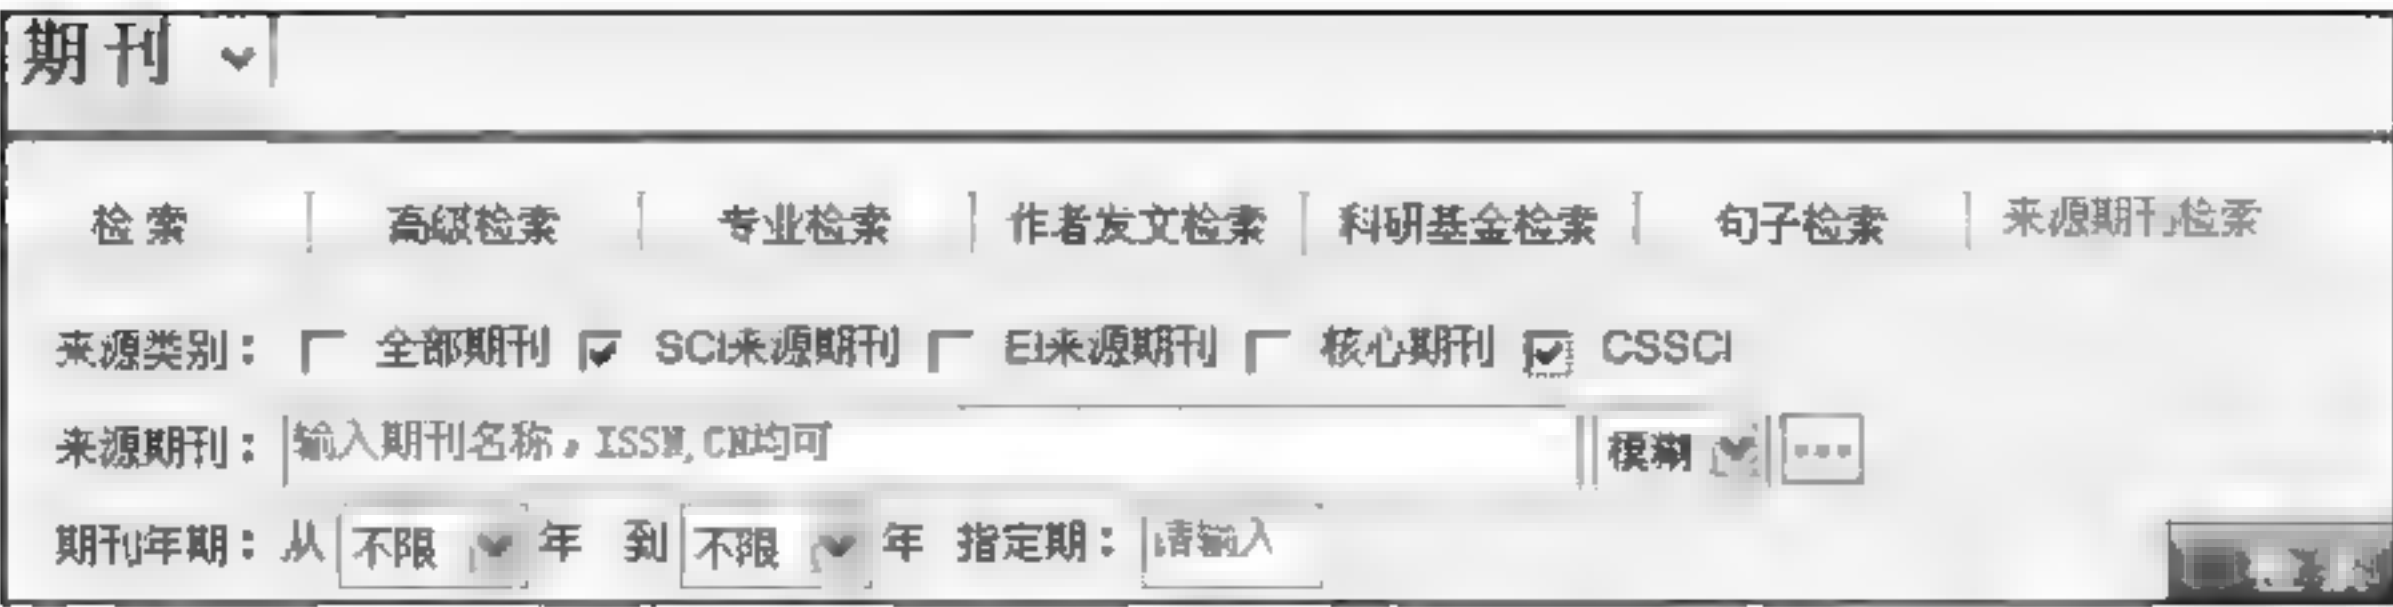 期刊
检索 高级检索 专业检索 作者发文检索 科研基金检索 句子检索 来源期刊检索
来源类别： 全部期刊 SCI来源期刊 EI来源期刊 核心期刊 CSSCI
来源期刊： 输入期刊名称，ISSN,CN均可 模糊 ...
期刊年期： 从 不限 年 到 不限 年 指定期： 请输入